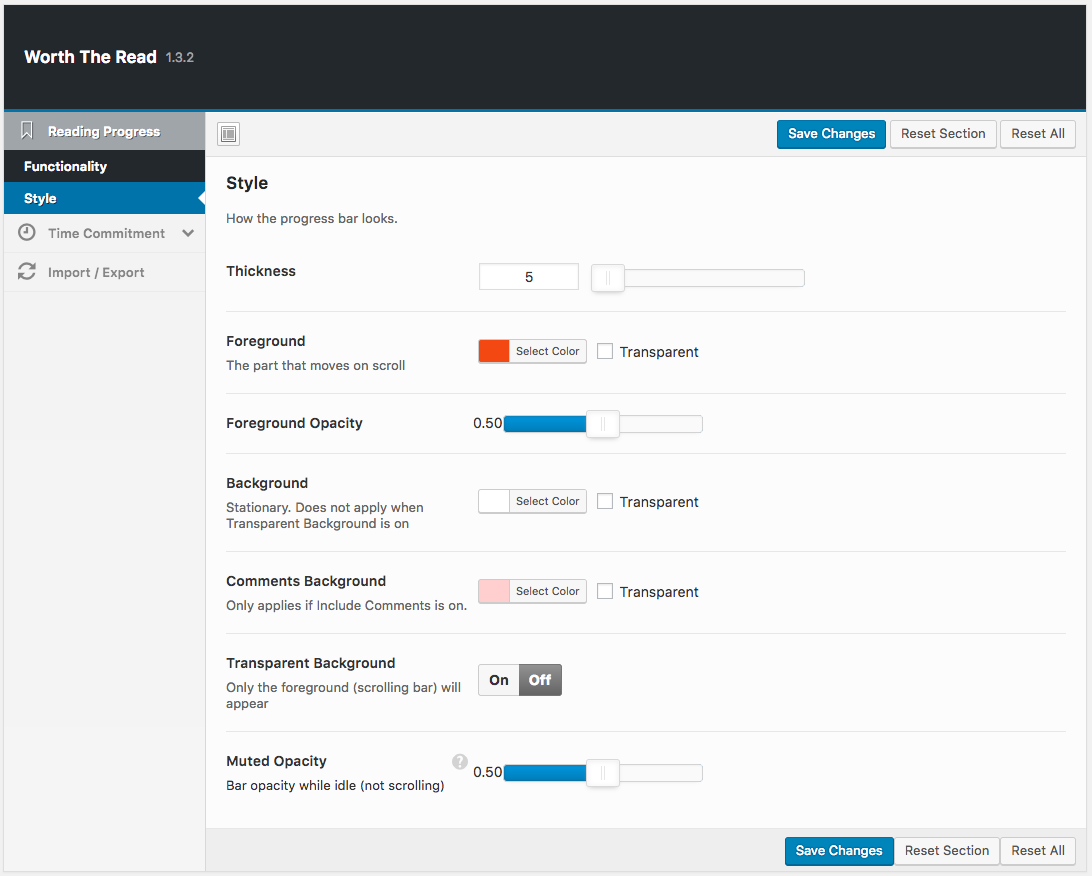 Worth The Read 1.3.2
Reading Progress
Functionality
Style
Time Commitment
Import / Export
Save Changes
Reset Section
Reset All
Style
How the progress bar looks.
Thickness
5
Foreground
The part that moves on scroll
Select Color
Transparent
Foreground Opacity
0.50
Background
Stationary. Does not apply when
Transparent Background is on
Select Color
Transparent
Comments Background
Only applies if Include Comments is on.
Select Color
Transparent
Transparent Background
Only the foreground (scrolling bar) will
appear
On
Off
Muted Opacity
?
Bar opacity while idle (not scrolling)
0.50
Save Changes
Reset Section
Reset All